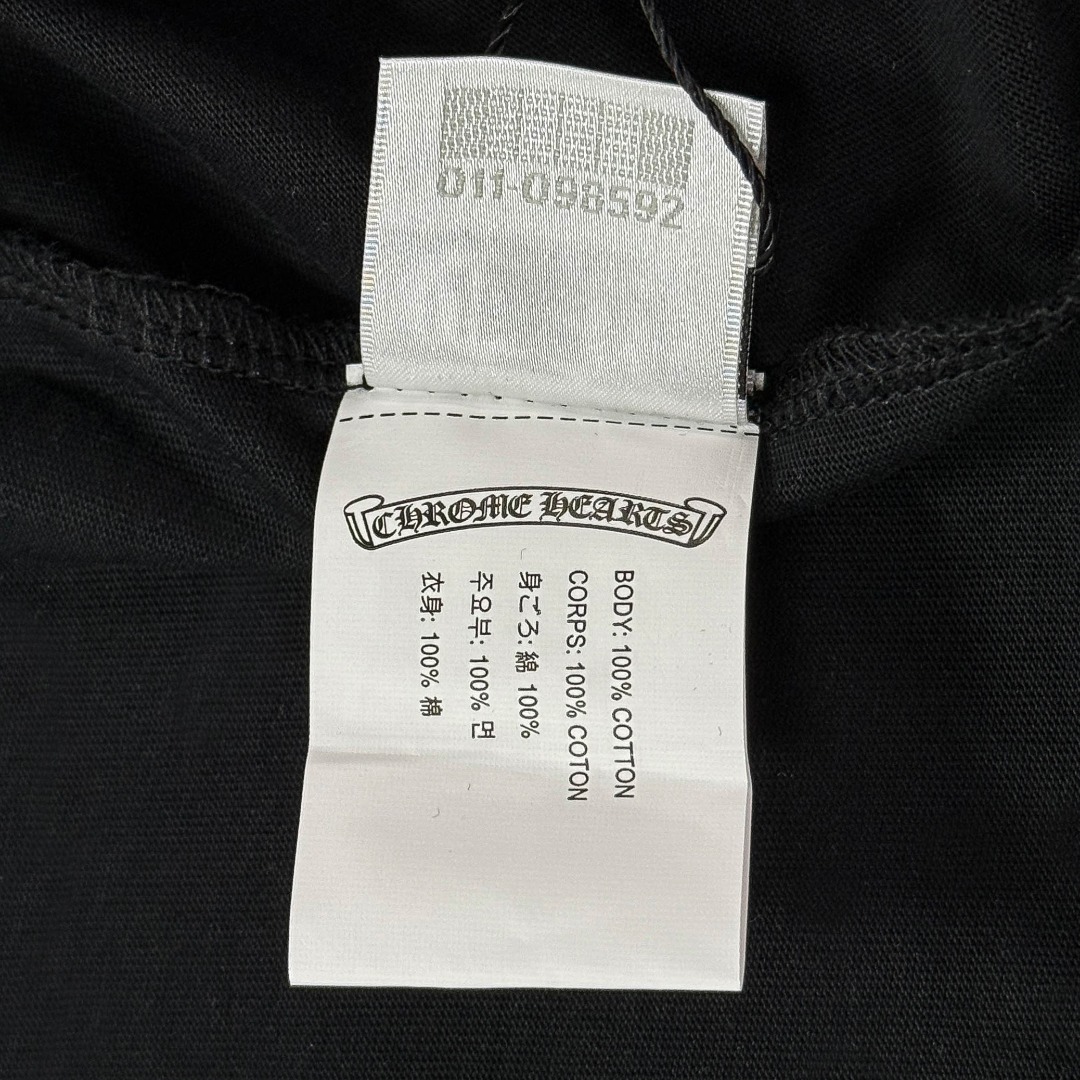 011-098592
CHROME HEARTS
BODY: 100% COTTON
CORPS: 100% COTON
身ごろ: 綿 100%
주요부: 100% 면
衣身: 100% 棉